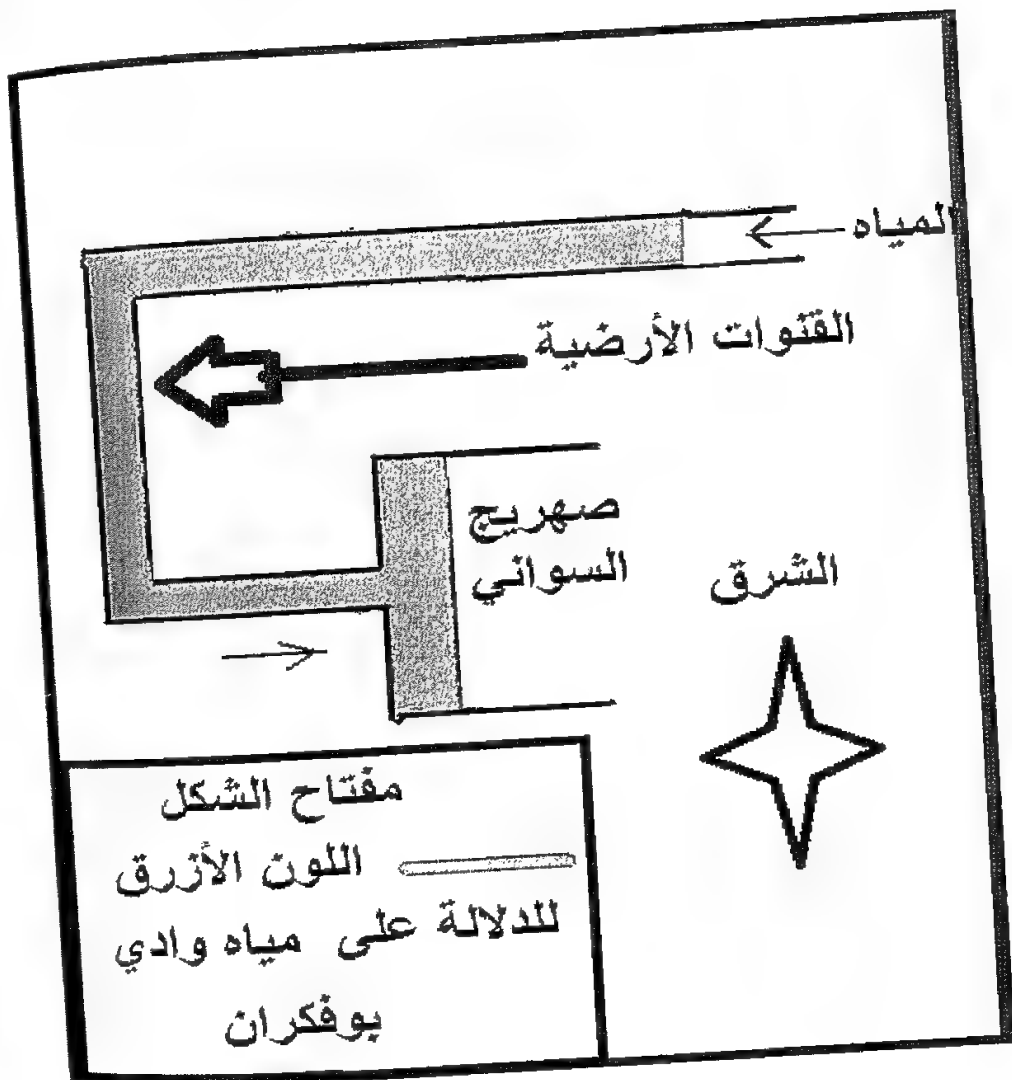 المياه
القنوات الأرضية
صهريج
السواني
الشرق
مفتاح الشكل
اللون الأزرق
للدلالة على مياه وادي
بوفكران